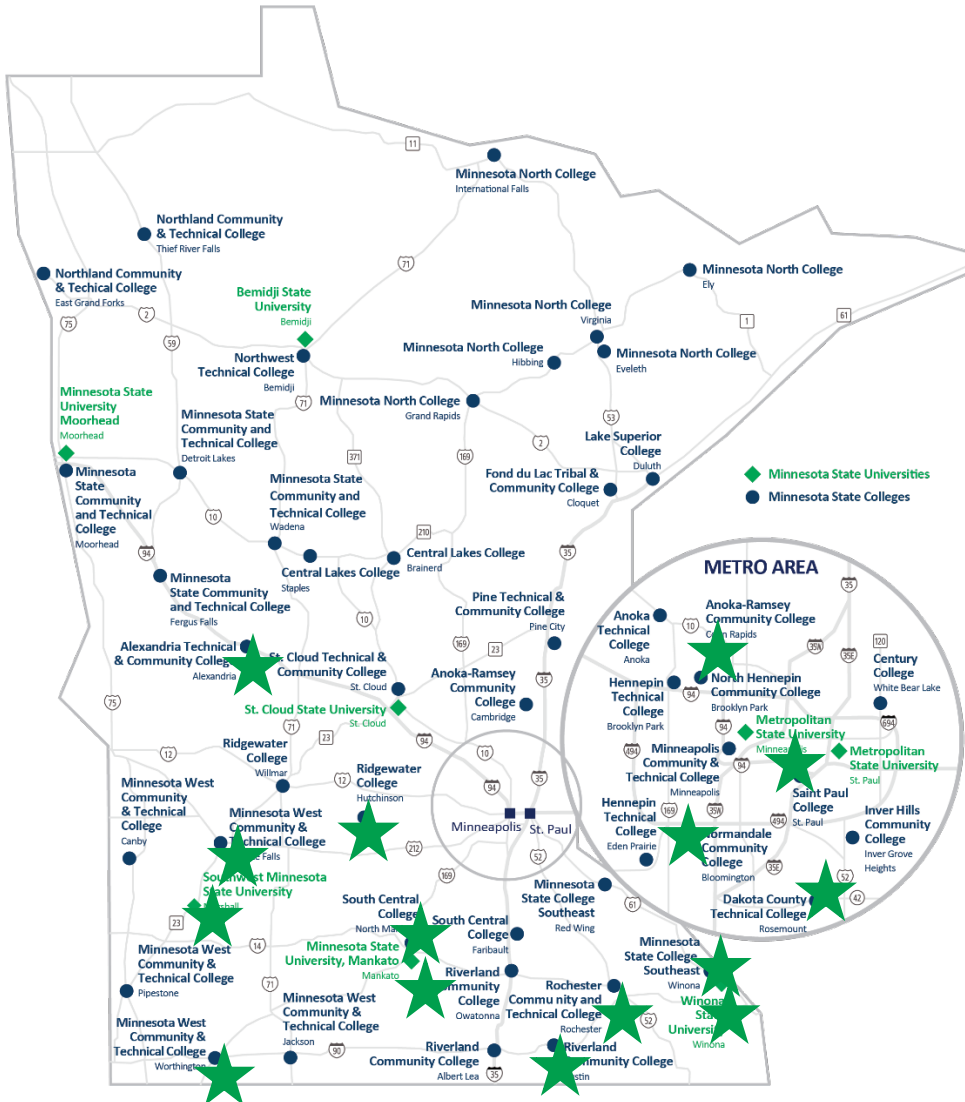 11
Minnesota North College
International Falls
Northland Community
& Technical College
Thief River Falls
71
Northland Community
& Techical College
East Grand Forks
Minnesota North College
Ely
Bemidji State
University
Bemidji
75
2
59
Minnesota North College
Virginia
61
1
Northwest
Technical College
Bemidji
Minnesota North College
Hibbing
Minnesota North College
Eveleth
Minnesota State
University
Moorhead
Moorhead
71
Minnesota North College
Grand Rapids
Minnesota State
Community and
Technical College
Detroit Lakes
53
2
371
169
Lake Superior
College
Duluth
Minnesota
State
Community
and Technical
College
Moorhead
Minnesota State
Community and
Technical College
Wadena
Fond du Lac Tribal &
Community College
Cloquet
Minnesota State Universities
Minnesota State Colleges
10
210
94
35
Central Lakes College
Brainerd
Central Lakes College
Staples
Minnesota
State Community
and Technical College
Fergus Falls
Pine Technical &
Community College
Pine City
10
169
23
Alexandria Technical
& Community College
Alexandria
St. Cloud Technical &
Community College
St. Cloud
Anoka-Ramsey
Community
College
Cambridge
35
75
St. Cloud State University
St. Cloud
71
23
94
10
12
Ridgewater
College
Willmar
12
Ridgewater
College
Hutchinson
94
35
Minneapolis
St. Paul
Minnesota West
Community
& Technical
College
Canby
Minnesota West
Community &
Technical College
Falls
212
52
169
Southwest Minnesota
State University
23
14
South Central
College
North
Minnesota State
University, Mankato
Mankato
South Central
College
Faribault
Minnesota
State College
Southeast
Red Wing
61
Minnesota West
Community &
Technical College
Pipestone
71
Riverland
Community
College
Owatonna
Rochester
Community and
Technical College
Rochester
52
Minnesota
State College
Southeast
Winona
Winona
State
University
Winona
Minnesota West
Community &
Technical College
Worthington
Minnesota West
Community &
Technical College
Jackson
90
Riverland
Community College
Albert Lea
35
Riverland
Community College
METRO AREA
35
Anoka
Technical
College
Anoka
10
Anoka-Ramsey
Community College
Rapids
35W
35E
120
Century
College
White Bear Lake
Hennepin
Technical
College
Brooklyn Park
94
North Hennepin
Community College
Brooklyn Park
694
94
Metropolitan
State University
Minneapolis
494
Minneapolis
Community &
Technical College
Minneapolis
94
Metropolitan
State University
St. Paul
Saint Paul
College
St. Paul
169
35W
494
Hennepin
Technical
College
Eden Prairie
Normandale
Community
College
Bloomington
Inver Hills
Community
College
Inver Grove
Heights
35E
52
42
Dakota County
Technical College
Rosemount